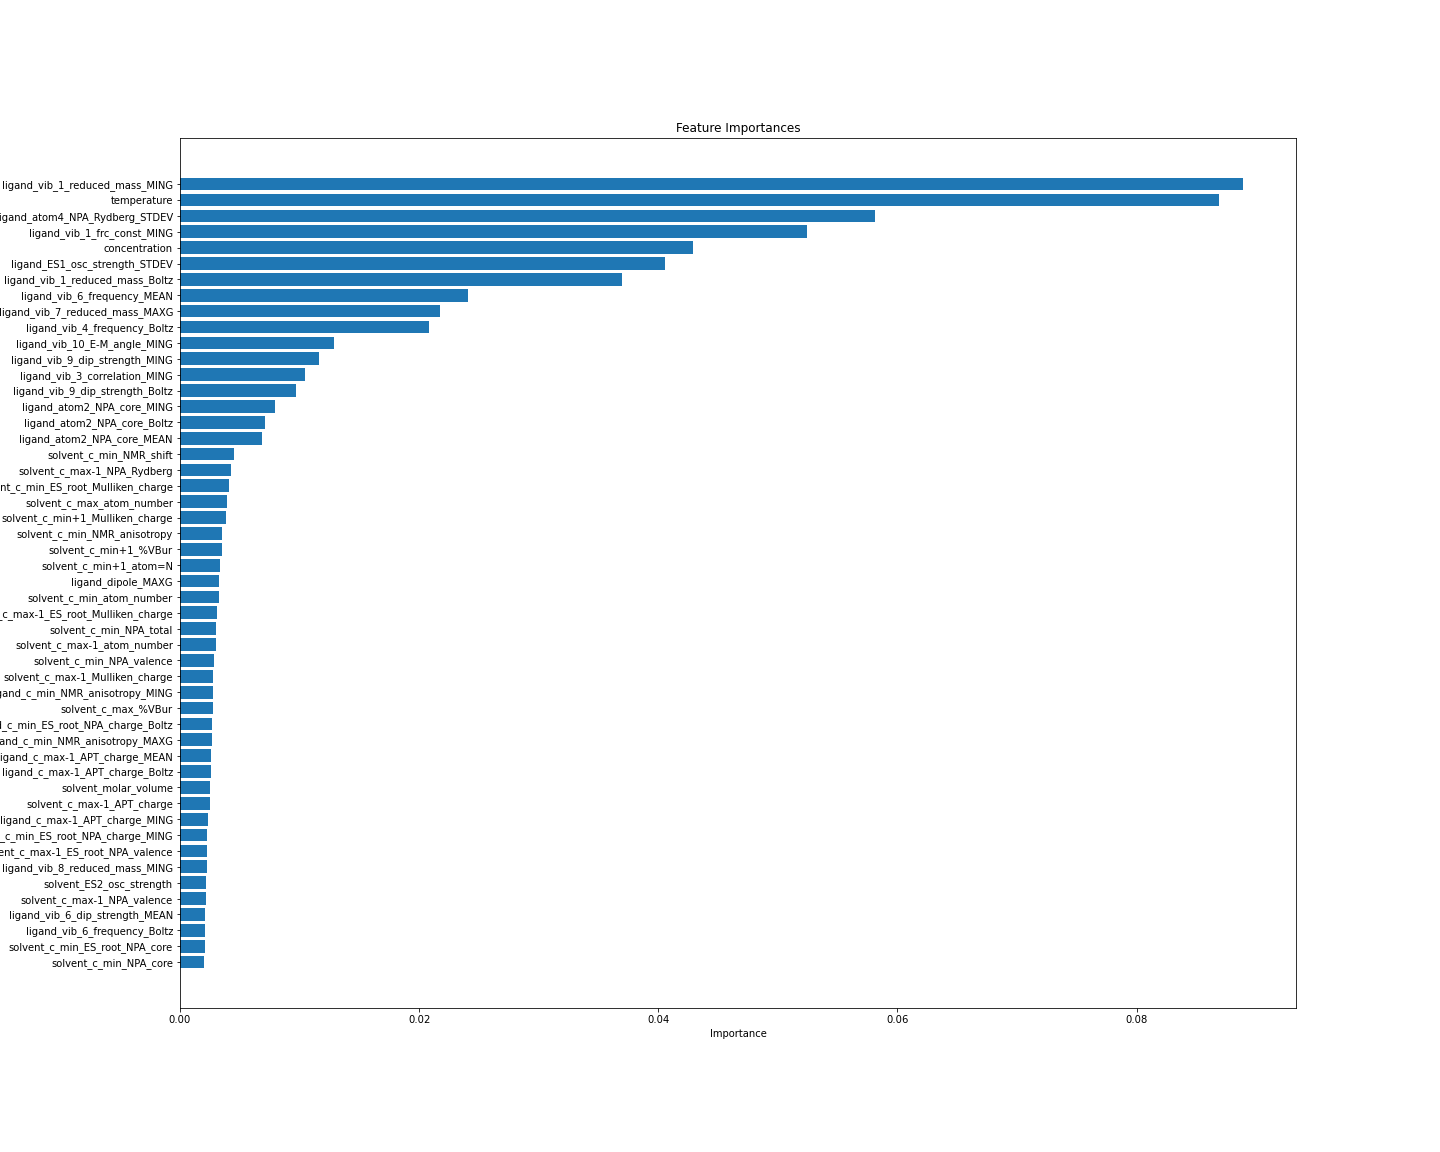 Feature Importances
ligand_vib_1_reduced_mass_MING
temperature
igand_atom4_NPA_Rydberg_STDEV
ligand_vib_1_frc_const_MING
concentration
ligand_ES1_osc_strength_STDEV
ligand_vib_1_reduced_mass_Boltz
ligand_vib_6_frequency_MEAN
ligand_vib_7_reduced_mass_MAXG
ligand_vib_4_frequency_Boltz
ligand_vib_10_E-M_angle_MING
ligand_vib_9_dip_strength_MING
ligand_vib_3_correlation_MING
ligand_vib_9_dip_strength_Boltz
ligand_atom2_NPA_core_MING
ligand_atom2_NPA_core_Boltz
ligand_atom2_NPA_core_MEAN
solvent_c_min_NMR_shift
solvent_c_max-1_NPA_Rydberg
nt_c_min_ES_root_Mulliken_charge
solvent_c_max_atom_number
solvent_c_min+1_Mulliken_charge
solvent_c_min_NMR_anisotropy
solvent_c_min+1_%VBur
solvent_c_min+1_atom=N
ligand_dipole_MAXG
solvent_c_min_atom_number
_c_max-1_ES_root_Mulliken_charge
solvent_c_min_NPA_total
solvent_c_max-1_atom_number
solvent_c_min_NPA_valence
solvent_c_max-1_Mulliken_charge
gand_c_min_NMR_anisotropy_MING
solvent_c_max_%VBur
d_c_min_ES_root_NPA_charge_Boltz
and_c_min_NMR_anisotropy_MAXG
ligand_c_max-1_APT_charge_MEAN
ligand_c_max-1_APT_charge_Boltz
solvent_molar_volume
solvent_c_max-1_APT_charge
ligand_c_max-1_APT_charge_MING
_c_min_ES_root_NPA_charge_MING
ent_c_max-1_ES_root_NPA_valence
ligand_vib_8_reduced_mass_MING
solvent_ES2_osc_strength
solvent_c_max-1_NPA_valence
ligand_vib_6_dip_strength_MEAN
ligand_vib_6_frequency_Boltz
solvent_c_min_ES_root_NPA_core
solvent_c_min_NPA_core
0.00 0.02 0.04 0.06 0.08
Importance